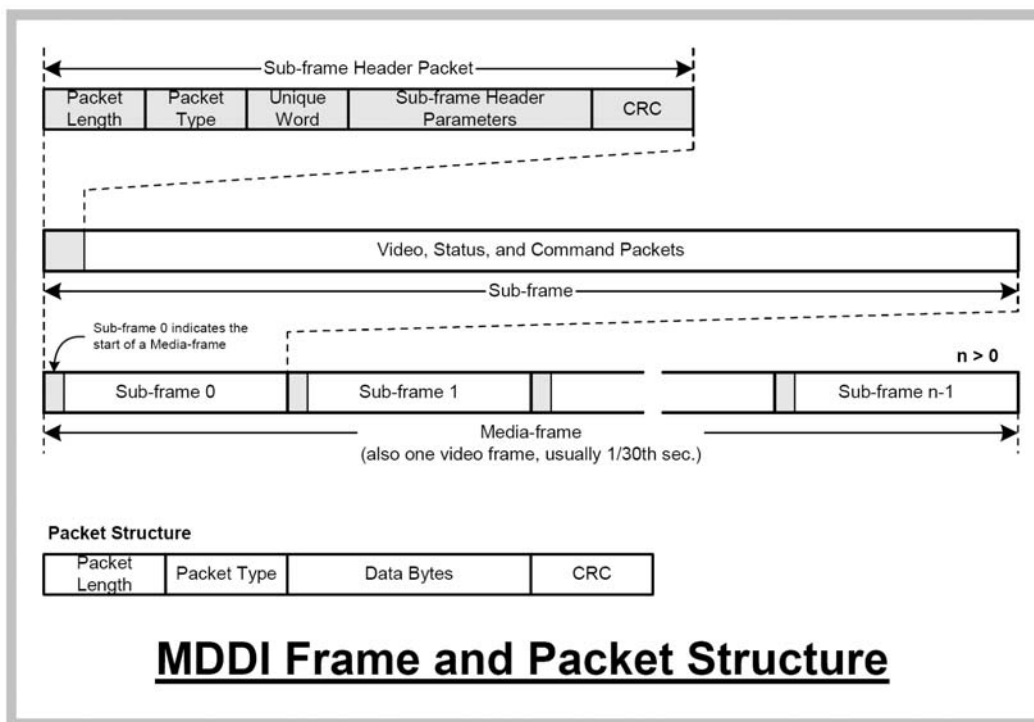 Sub-frame Header Packet
Packet Length
Packet Type
Unique Word
Sub-frame Header Parameters
CRC
Video, Status, and Command Packets
Sub-frame
Sub-frame 0 indicates the
start of a Media-frame
n > 0
Sub-frame 0
Sub-frame 1
Sub-frame n-1
Media-frame
(also one video frame, usually 1/30th sec.)
Packet Structure
Packet Length
Packet Type
Data Bytes
CRC
MDDI Frame and Packet Structure